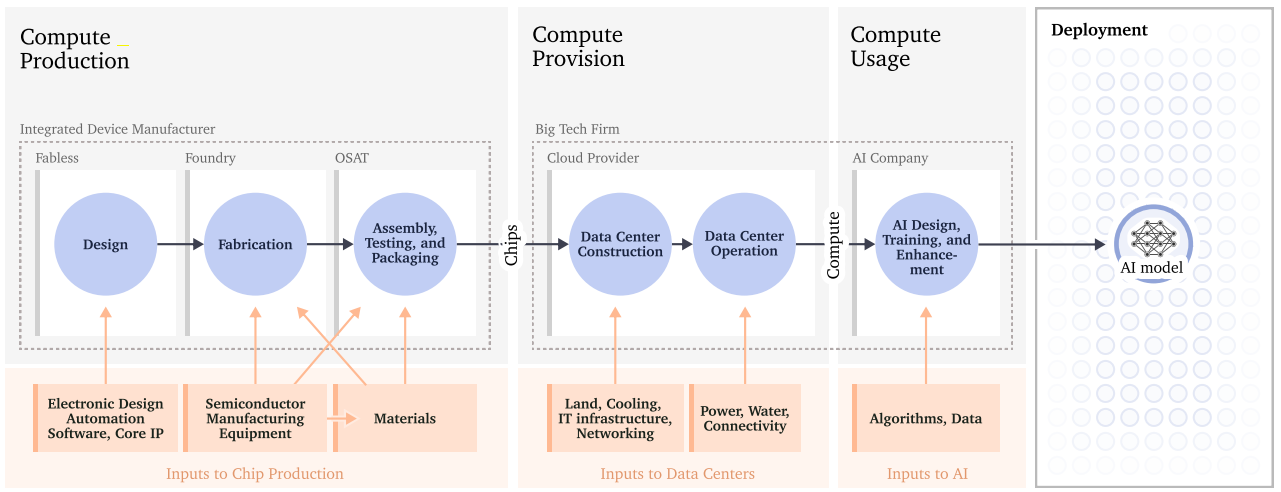 Compute
Production
Compute
Provision
Compute
Usage
Deployment
Integrated Device Manufacturer
Big Tech Firm
Fabless
Foundry
OSAT
Cloud Provider
AI Company
Design
Fabrication
Assembly,
Testing, and
Packaging
Chips
Data Center
Construction
Data Center
Operation
Compute
AI Design,
Training, and
Enhance-
ment
AI model
Electronic Design
Automation
Software, Core IP
Semiconductor
Manufacturing
Equipment
Materials
Land, Cooling,
IT infrastructure,
Networking
Power, Water,
Connectivity
Algorithms, Data
Inputs to Chip Production
Inputs to Data Centers
Inputs to AI